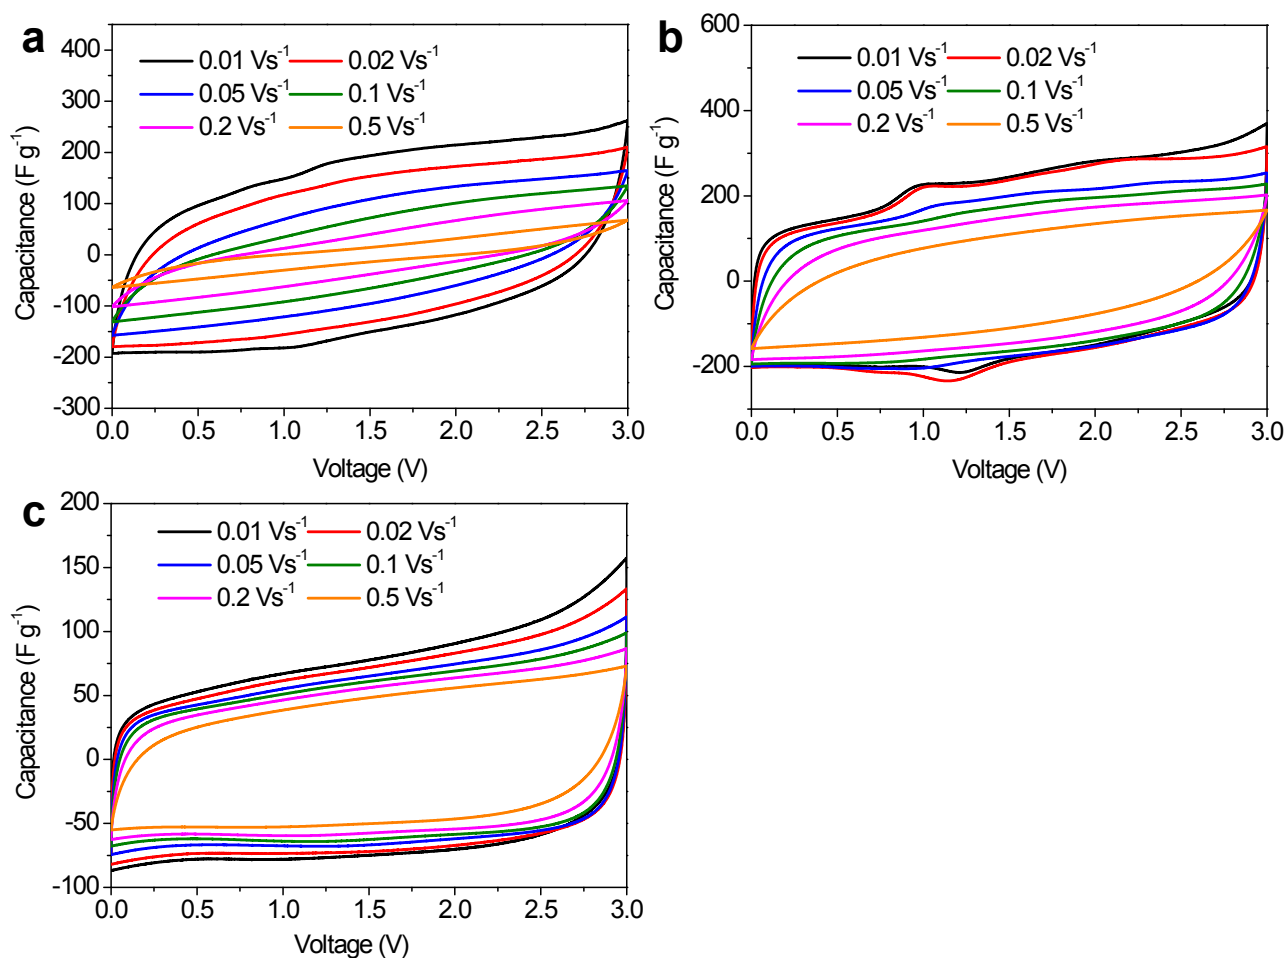 a
0.01 Vs⁻¹ 0.02 Vs⁻¹
0.05 Vs⁻¹ 0.1 Vs⁻¹
0.2 Vs⁻¹ 0.5 Vs⁻¹
400
300
200
100
0
-100
-200
-300
Capacitance (F g⁻¹)
0.0 0.5 1.0 1.5 2.0 2.5 3.0
Voltage (V)
b
0.01 Vs⁻¹ 0.02 Vs⁻¹
0.05 Vs⁻¹ 0.1 Vs⁻¹
0.2 Vs⁻¹ 0.5 Vs⁻¹
600
400
200
0
-200
Capacitance (F g⁻¹)
0.0 0.5 1.0 1.5 2.0 2.5 3.0
Voltage (V)
c
0.01 Vs⁻¹ 0.02 Vs⁻¹
0.05 Vs⁻¹ 0.1 Vs⁻¹
0.2 Vs⁻¹ 0.5 Vs⁻¹
200
150
100
50
0
-50
-100
Capacitance (F g⁻¹)
0.0 0.5 1.0 1.5 2.0 2.5 3.0
Voltage (V)